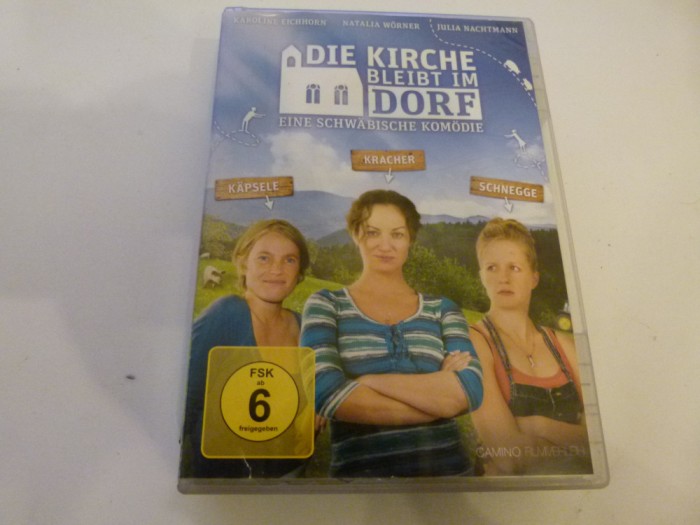 KAROLINE EICHHORN NATALIA WÖRNER JULIA NACHTMANN
DIE KIRCHE
BLEIBT IM
DORF
EINE SCHWÄBISCHE KOMÖDIE
KÄPSELE
KRACHER
SCHNEGGE
FSK
ab
6
freigegeben
CAMINO FILMVERLEIH